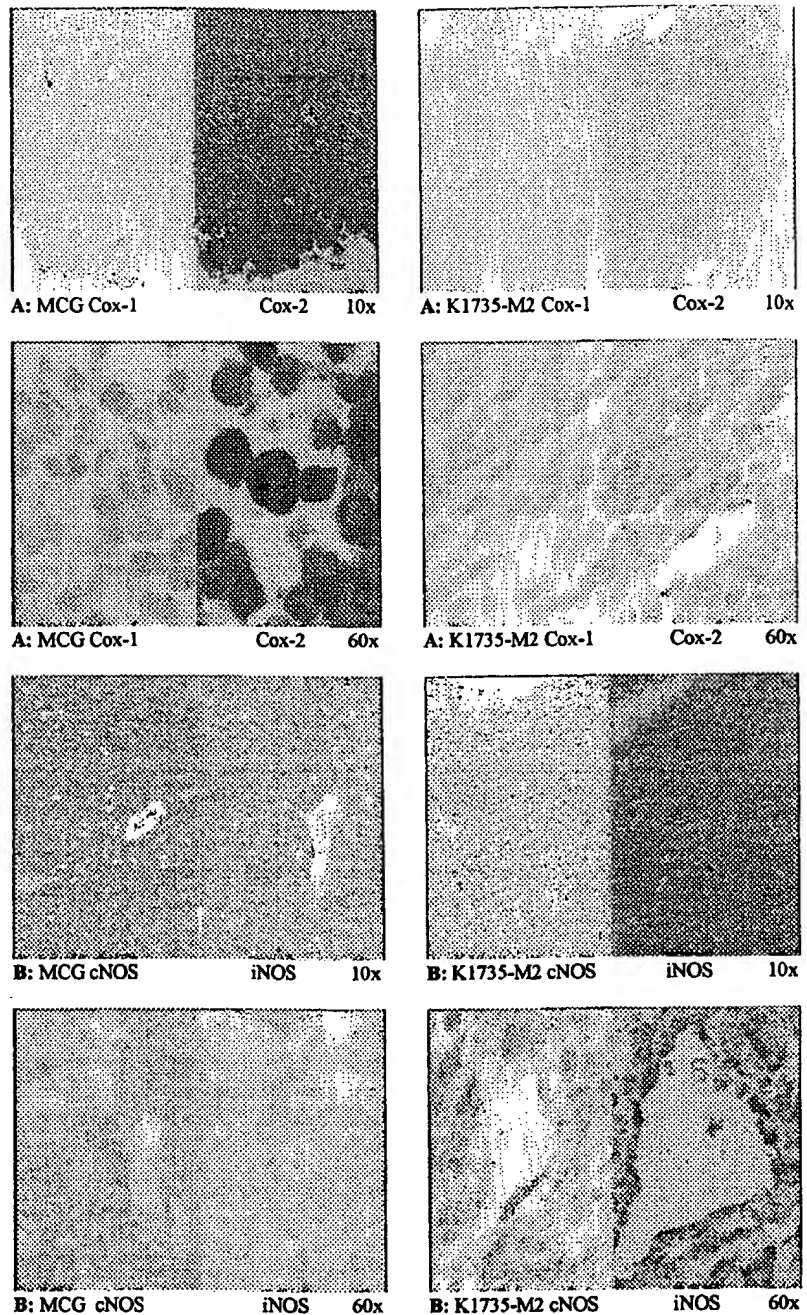 A: MCG Cox-1 Cox-2 10x
A: K1735-M2 Cox-1 Cox-2 10x
A: MCG Cox-1 Cox-2 60x
A: K1735-M2 Cox-1 Cox-2 60x
B: MCG cNOS iNOS 10x
B: K1735-M2 cNOS iNOS 10x
B: MCG cNOS iNOS 60x
B: K1735-M2 cNOS iNOS 60x